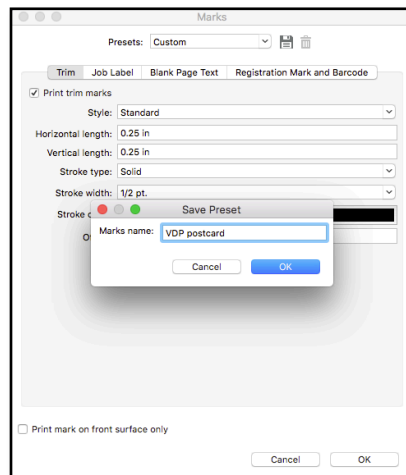 Marks
Presets: Custom
Trim Job Label Blank Page Text Registration Mark and Barcode
Print trim marks
Style: Standard
Horizontal length: 0.25 in
Vertical length: 0.25 in
Stroke type: Solid
Stroke width: 1/2 pt.
Stroke
Save Preset
Marks name: VDP postcard
Cancel OK
Print mark on front surface only
Cancel OK